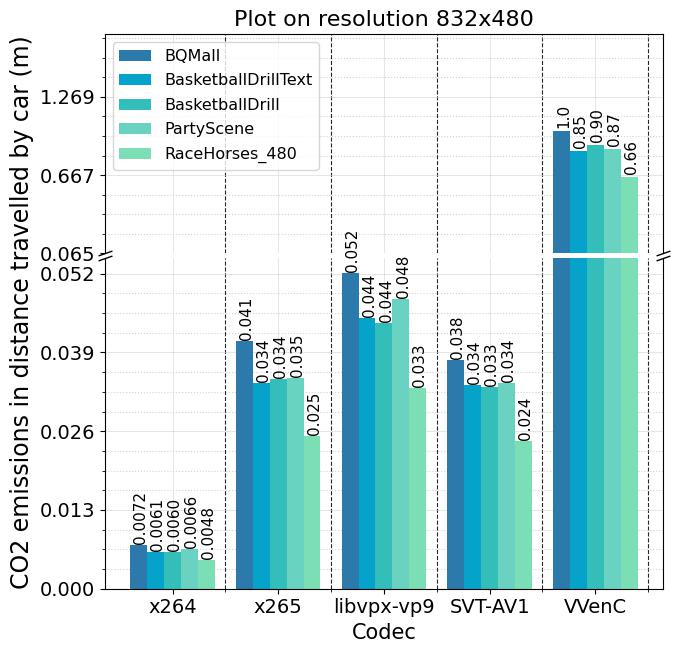 Plot on resolution 832x480
CO2 emissions in distance travelled by car (m)
1.269
0.667
0.065
0.052
0.039
0.026
0.013
0.000
BQMall
BasketballDrillText
BasketballDrill
PartyScene
RaceHorses_480
0.0072
0.0061
0.0060
0.0066
0.0048
0.041
0.034
0.034
0.035
0.025
0.052
0.044
0.044
0.048
0.033
0.038
0.034
0.033
0.034
0.024
1.0
0.85
0.90
0.87
0.66
x264
x265
libvpx-vp9
SVT-AV1
VVenC
Codec